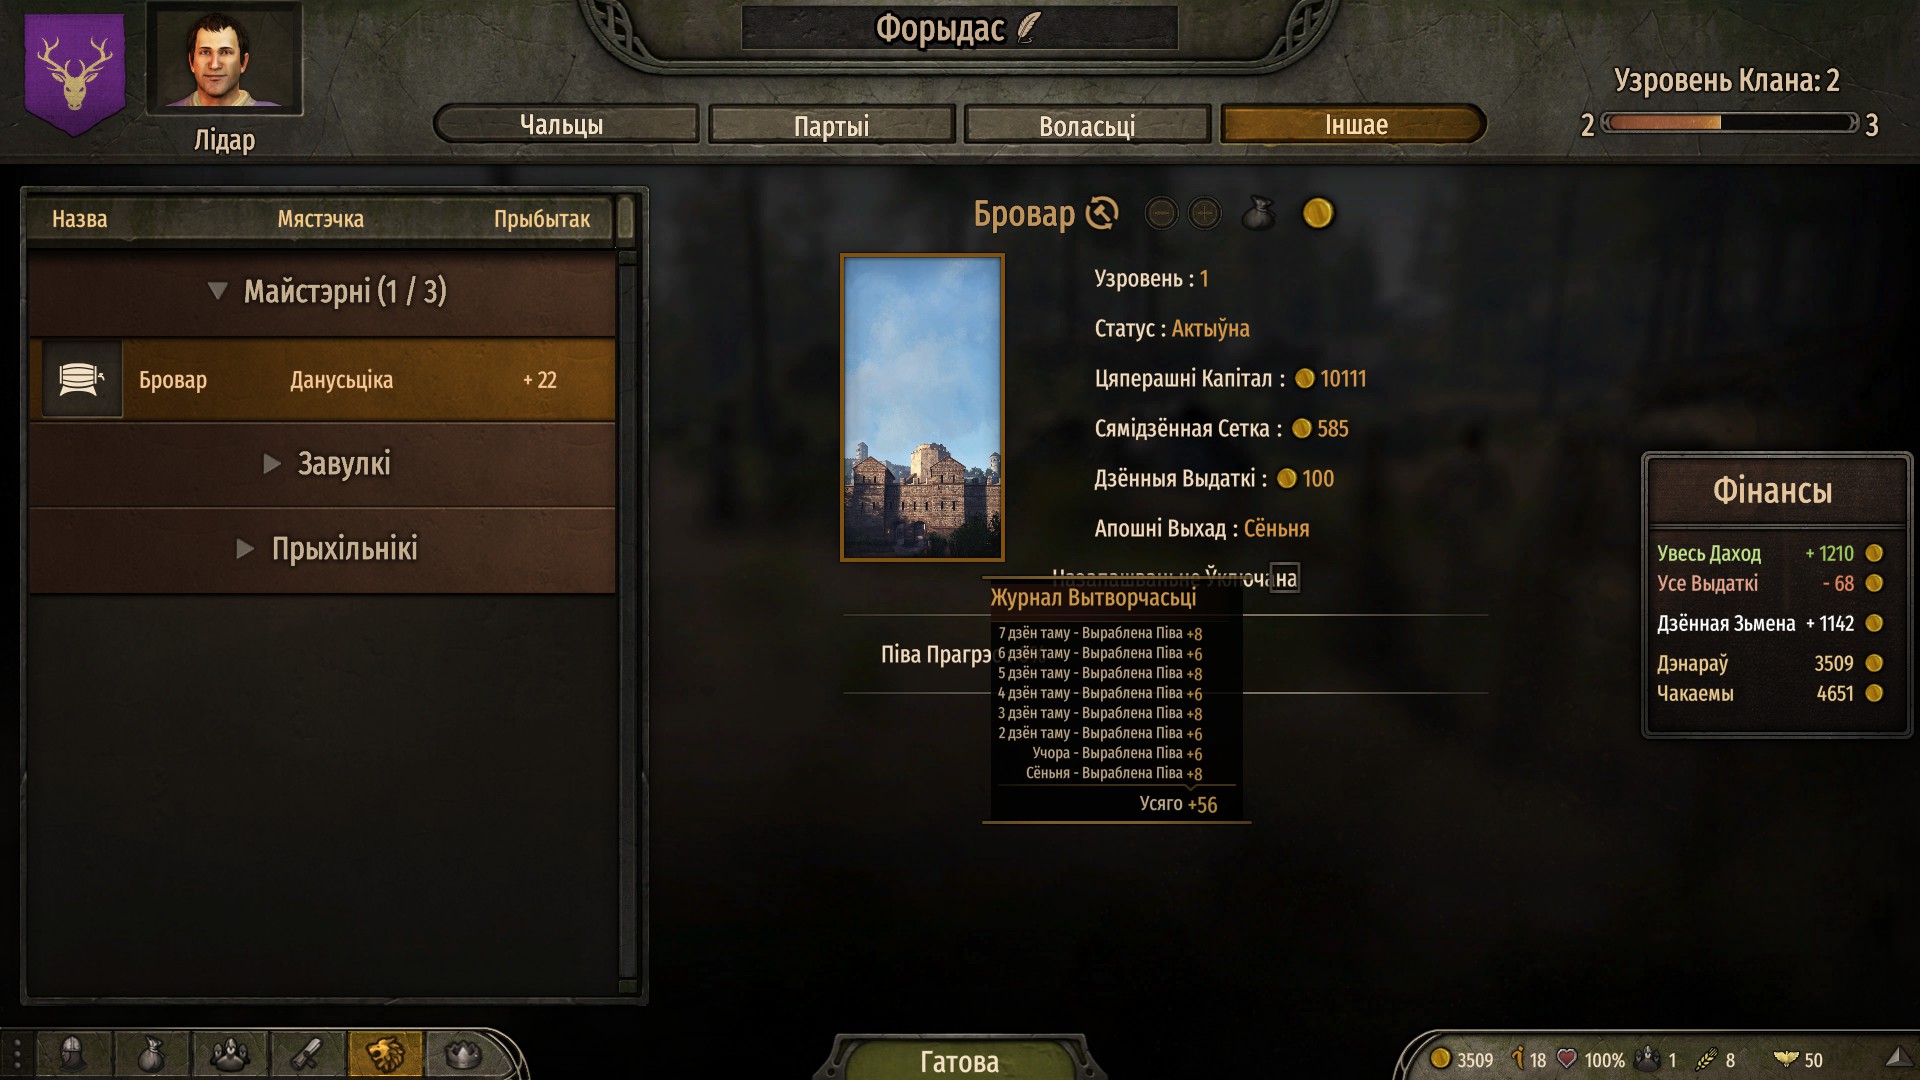 Форыдас
Лідар
Чальцы
Партыі
Воласьці
Іншае
Узровень Клана: 2
2
3
Назва Мястэчка Прыбытак
Майстэрні (1 / 3)
Бровар Данусьціка + 22
Завулкі
Прыхільнікі
Бровар
Узровень : 1
Статус : Актыўна
Цяперашні Капітал : 10111
Сямідзённая Сетка : 585
Дзённыя Выдаткі : 100
Апошні Выхад : Сёньня
Піва
Журнал Вытворчасьці
7 дзён таму - Выраблена Піва +8
6 дзён таму - Выраблена Піва +6
5 дзён таму - Выраблена Піва +8
4 дзён таму - Выраблена Піва +6
3 дзён таму - Выраблена Піва +8
2 дзён таму - Выраблена Піва +6
Учора - Выраблена Піва +6
Сёньня - Выраблена Піва +8
Усяго +56
Фінансы
Увесь Даход + 1210
Усе Выдаткі - 68
Дзённая Зьмена + 1142
Дэнараў 3509
Чакаемы 4651
Гатова
3509 18 100% 1 8 50